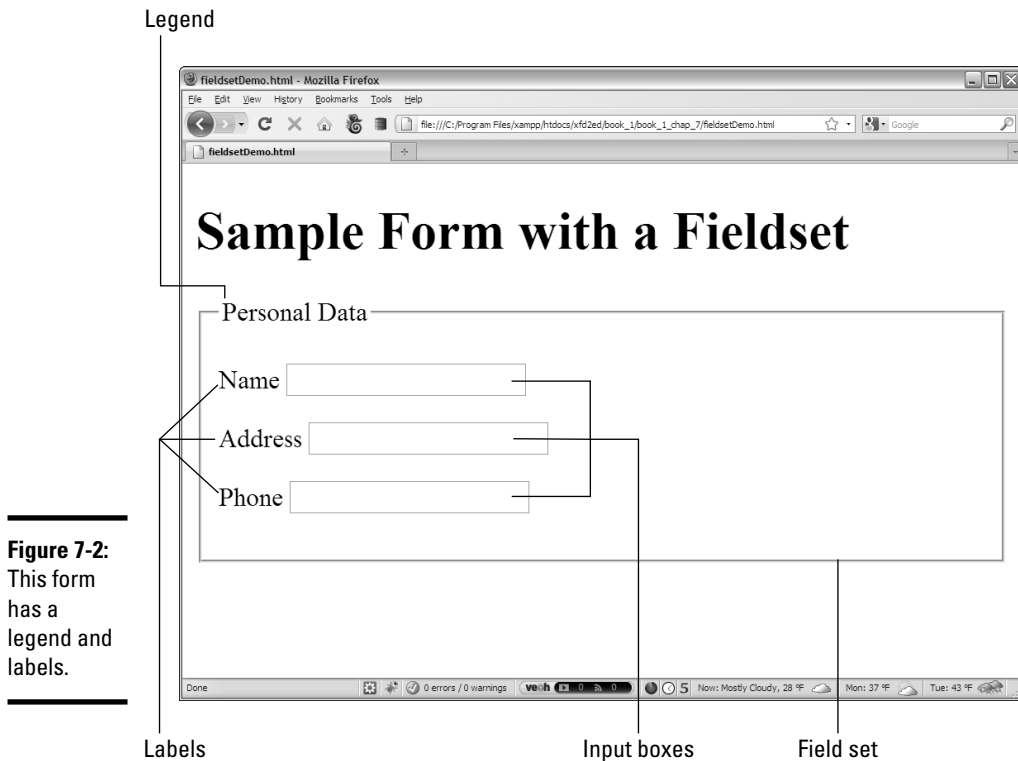 Legend
fieldsetDemo.html - Mozilla Firefox
File Edit View History Bookmarks Tools Help
file:///C:/Program Files/xampp/htdocs/xfd2ed/book_1/book_1_chap_7/fieldsetDemo.html
Google
fieldsetDemo.html
Sample Form with a Fieldset
Personal Data
Name
Address
Phone
Figure 7-2:
This form
has a
legend and
labels.
Done
0 errors / 0 warnings
veoh
0
0
5
Now: Mostly Cloudy, 28 °F
Mon: 37 °F
Tue: 43 °F
Labels
Input boxes
Field set